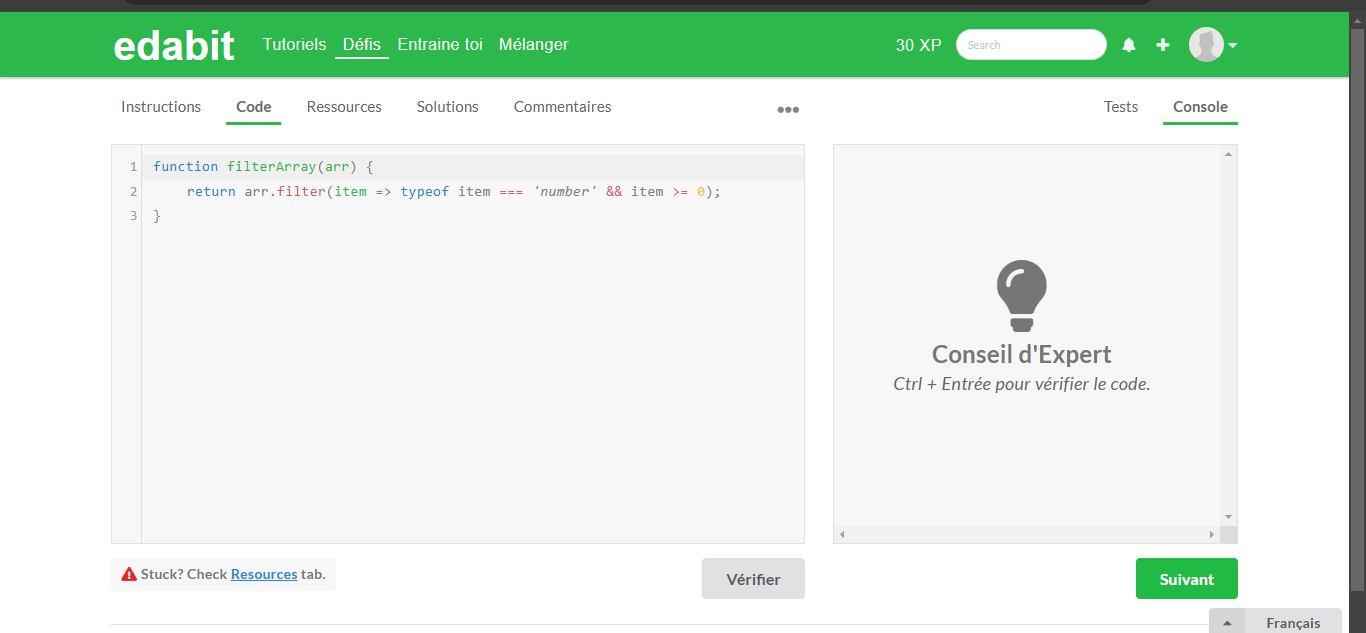 edabit Tutoriels Défis Entraine toi Mélanger 30 XP Search
Instructions Code Ressources Solutions Commentaires ••• Tests Console
1 function filterArray(arr) {
2 return arr.filter(item => typeof item === 'number' && item >= 0);
3 }
Conseil d'Expert
Ctrl + Entrée pour vérifier le code.
Stuck? Check Resources tab.
Vérifier
Suivant
Français